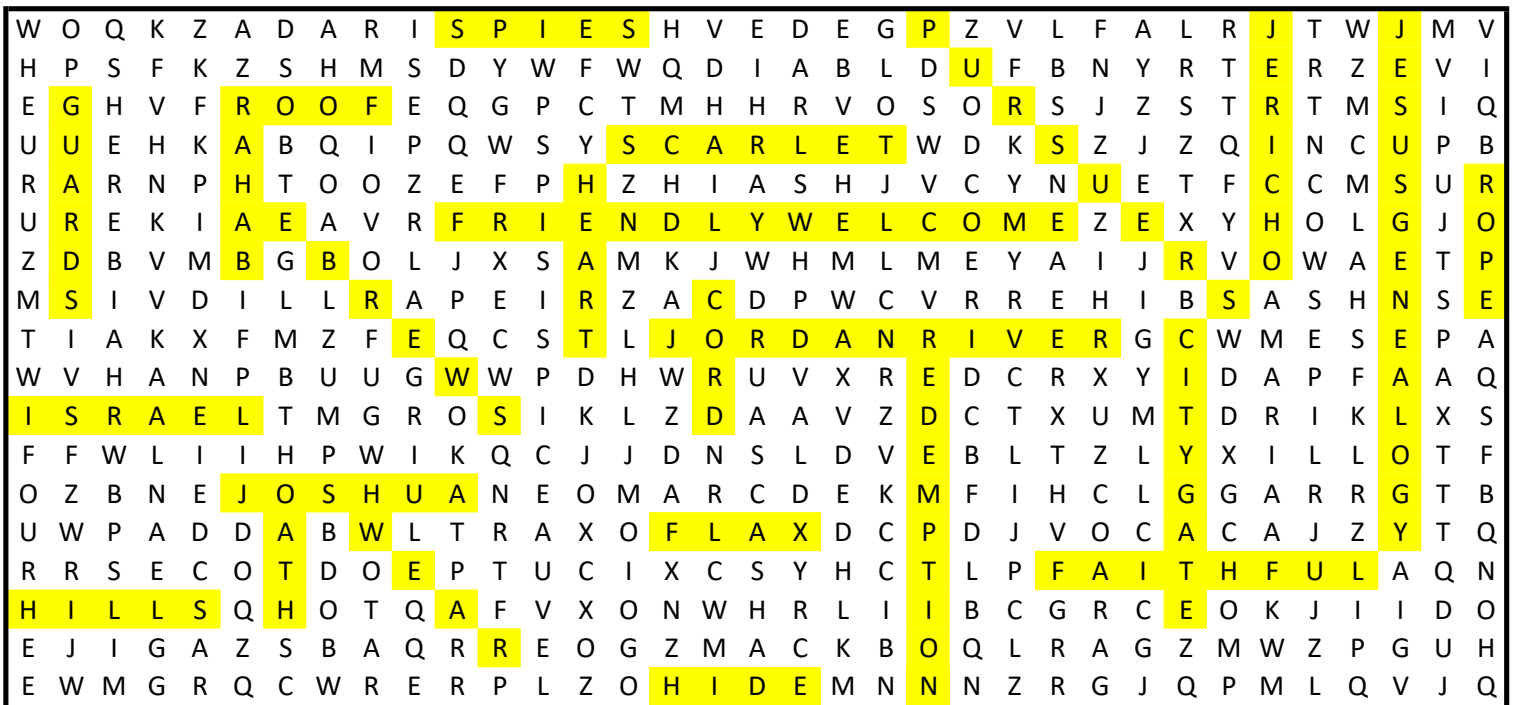 W O Q K Z A D A R I S P I E S H V E D E G P Z V L F A L R J T W J M V
H P S F K Z S H M S D Y W F W Q D I A B L D U F B N Y R T E R Z E V I
E G H V F R O O F E Q G P C T M H H R V O S O R S J Z S T R T M S I Q
U U E H K A B Q I P Q W S Y S C A R L E T W D K S Z J Z Q I N C U P B
R A R N P H T O O Z E F P H Z H I A S H J V C Y N U E T F C C M S U R
U R E K I A E A V R F R I E N D L Y W E L C O M E Z E X Y H O L G J O
Z D B V M B G B O L J X S A M K J W H M L M E Y A I J R V O W A E T P
M S I V D I L L R A P E I R Z A C D P W C V R R E H I B S A S H N S E
T I A K X F M Z F E Q C S T L J O R D A N R I V E R G C W M E S E P A
W V H A N P B U U G W W P D H W R U V X R E D C R X Y I D A P F A A Q
I S R A E L T M G R O S I K L Z D A A V Z D C T X U M T D R I K L X S
F F W L I I H P W I K Q C J J D N S L D V E B L T Z L Y X I L L O T F
O Z B N E J O S H U A N E O M A R C D E K M F I H C L G G A R R G T B
U W P A D D A B W L T R A X O F L A X D C P D J V O C A C A J Z Y T Q
R R S E C O T D O E P T U C I X C S Y H C T L P F A I T H F U L A Q N
H I L L S Q H O T Q A F V X O N W H R L I I B C G R C E O K J I I D O
E J I G A Z S B A Q R R E O G Z M A C K B O Q L R A G Z M W Z P G U H
E W M G R Q C W R E R P L Z O H I D E M N N N Z R G J Q P M L Q V J Q